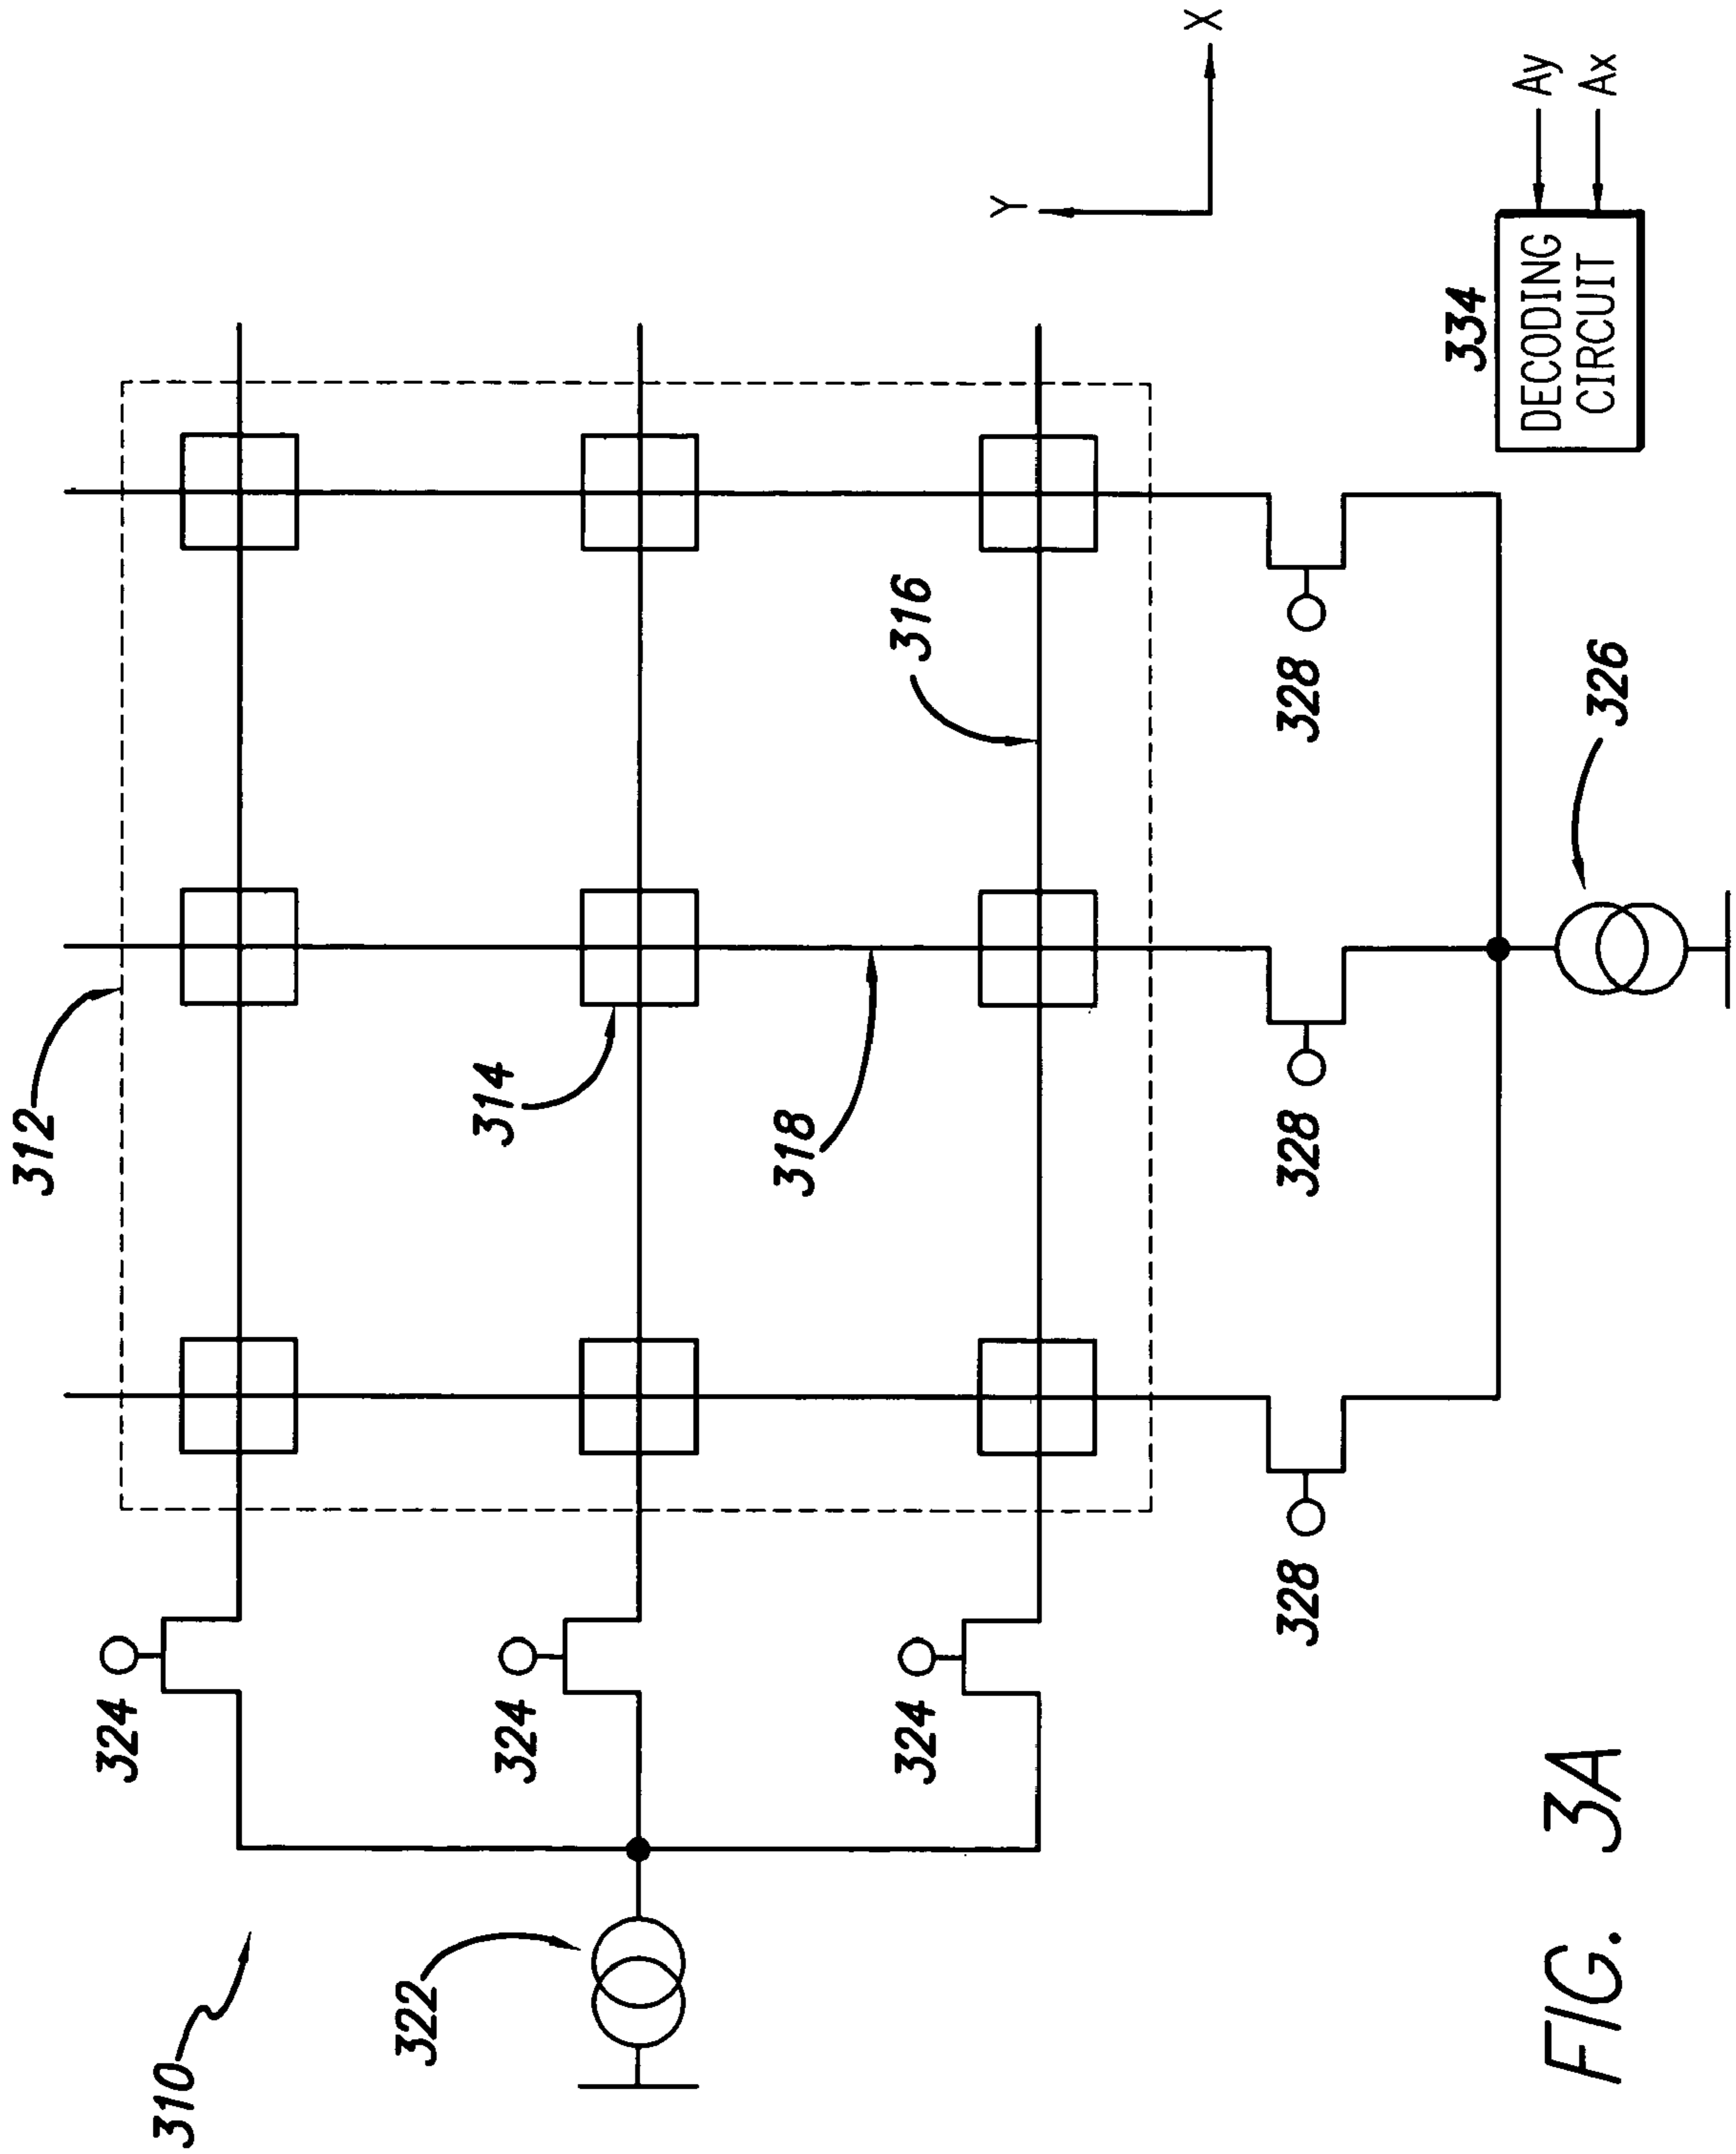 312
324
310
322
314
324
318
316
324
Y
X
328
328
328
334
DECODING
CIRCUIT
Ay
Ax
326
FIG. 3A